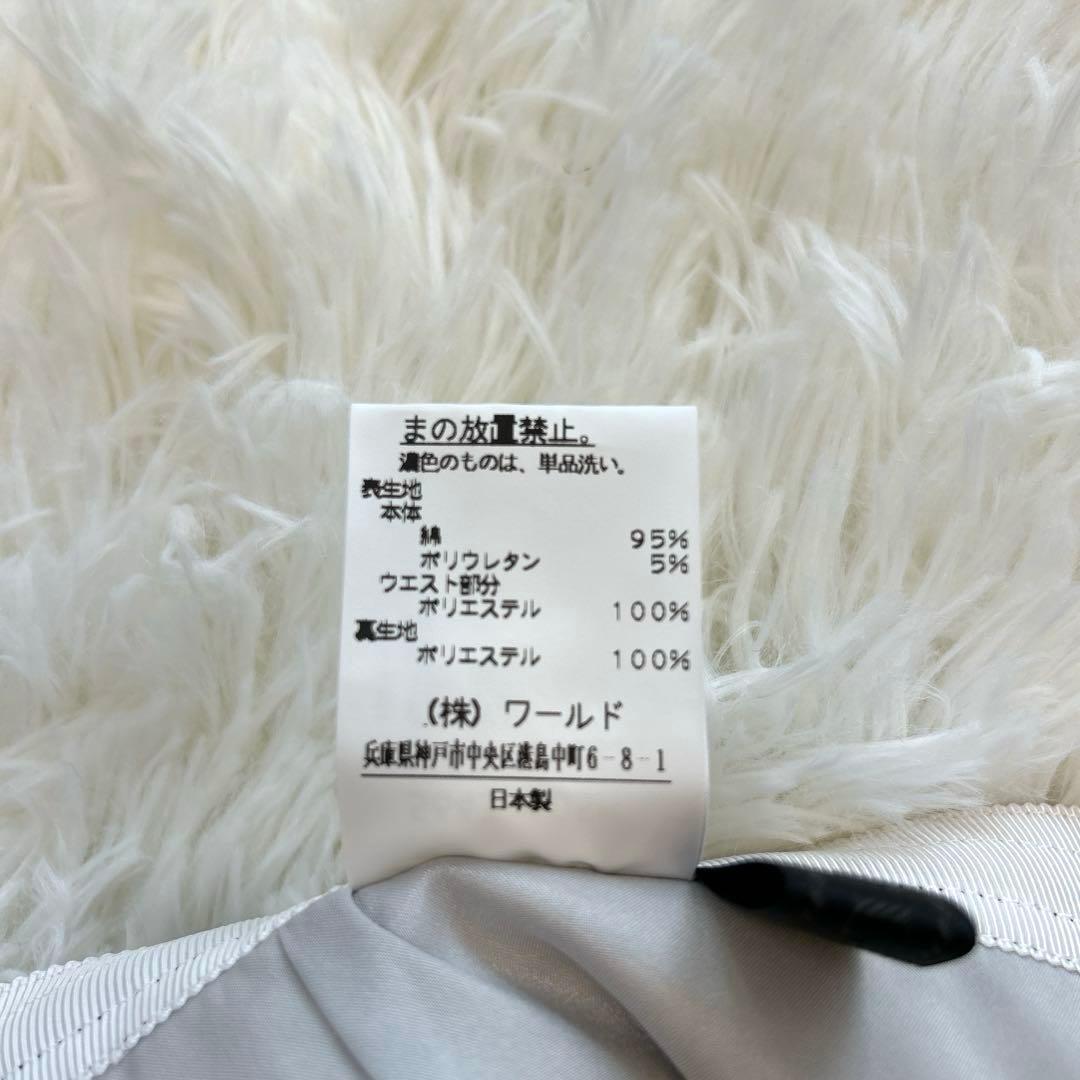 まの放置禁止。
濃色のものは、単品洗い。
表生地
本体
綿 95%
ポリウレタン 5%
ウエスト部分
ポリエステル 100%
裏生地
ポリエステル 100%
(株) ワールド
兵庫県神戸市中央区港島中町6-8-1
日本製